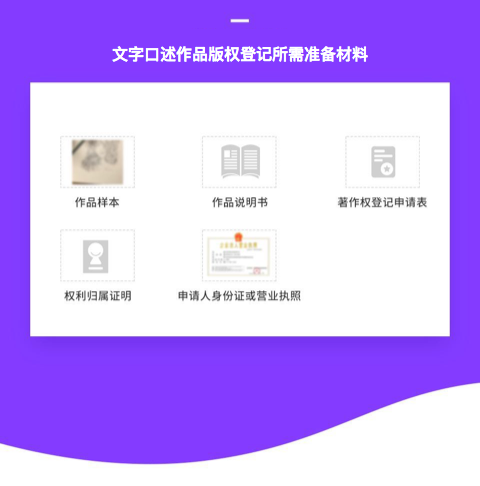 文字口述作品版权登记所需准备材料
作品样本
作品说明书
著作权登记申请表
权利归属证明
申请人身份证或营业执照